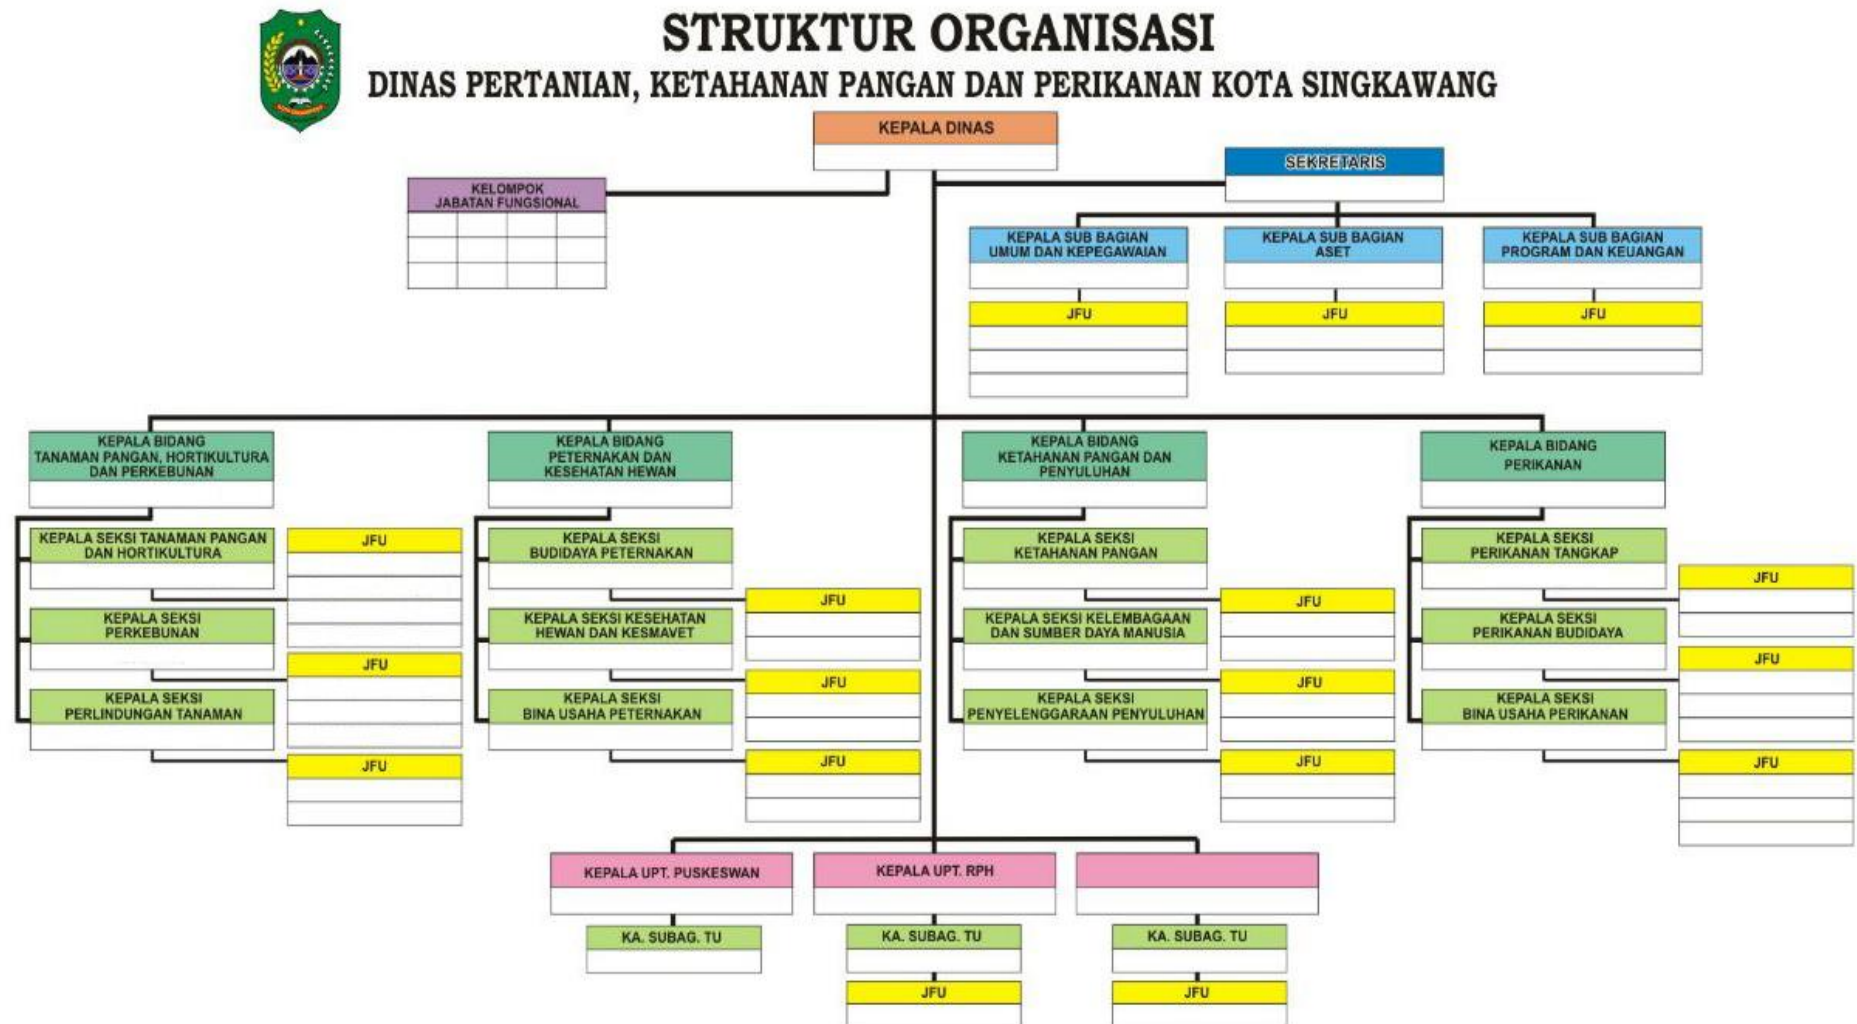 STRUKTUR ORGANISASI
DINAS PERTANIAN, KETAHANAN PANGAN DAN PERIKANAN KOTA SINGKAWANG
KEPALA DINAS
SEKRETARIS
KELOMPOK
JABATAN FUNGSIONAL
KEPALA SUB BAGIAN
UMUM DAN KEPEGAWAIAN
KEPALA SUB BAGIAN
ASET
KEPALA SUB BAGIAN
PROGRAM DAN KEUANGAN
JFU
JFU
JFU
KEPALA BIDANG
TANAMAN PANGAN, HORTIKULTURA
DAN PERKEBUNAN
KEPALA BIDANG
PETERNAKAN DAN
KESEHATAN HEWAN
KEPALA BIDANG
KETAHANAN PANGAN DAN
PENYULUHAN
KEPALA BIDANG
PERIKANAN
KEPALA SEKSI TANAMAN PANGAN
DAN HORTIKULTURA
JFU
KEPALA SEKSI
PERKEBUNAN
JFU
KEPALA SEKSI
PERLINDUNGAN TANAMAN
JFU
KEPALA SEKSI
BUDIDAYA PETERNAKAN
JFU
KEPALA SEKSI KESEHATAN
HEWAN DAN KESMAVET
JFU
KEPALA SEKSI
BINA USAHA PETERNAKAN
JFU
KEPALA SEKSI
KETAHANAN PANGAN
JFU
KEPALA SEKSI KELEMBAGAAN
DAN SUMBER DAYA MANUSIA
JFU
KEPALA SEKSI
PENYELENGGARAAN PENYULUHAN
JFU
KEPALA SEKSI
PERIKANAN TANGKAP
JFU
KEPALA SEKSI
PERIKANAN BUDIDAYA
JFU
KEPALA SEKSI
BINA USAHA PERIKANAN
JFU
KEPALA UPT. PUSKESWAN
KEPALA UPT. RPH
KA. SUBAG. TU
KA. SUBAG. TU
KA. SUBAG. TU
JFU
JFU